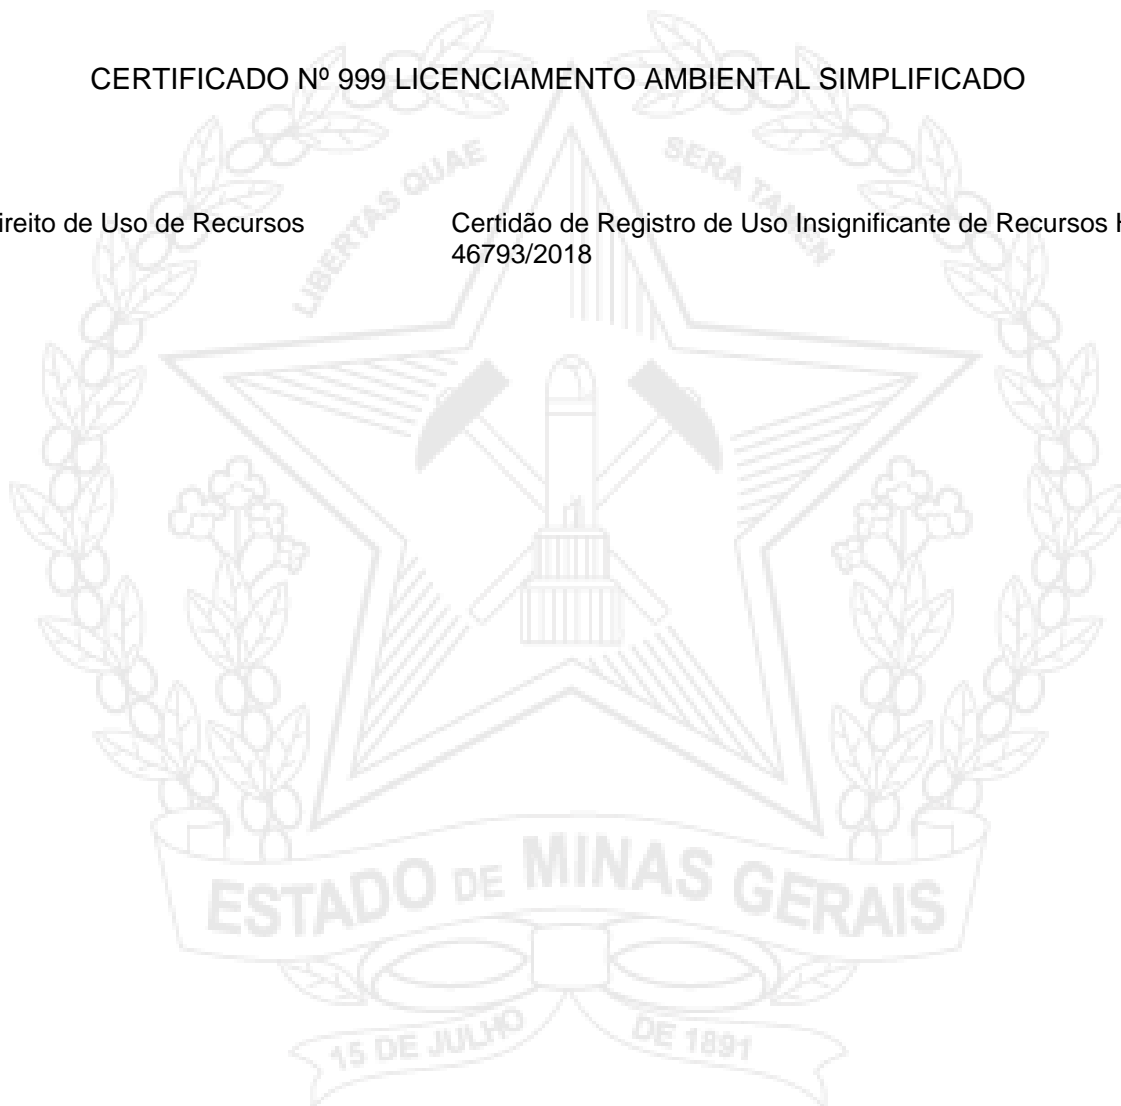 CERTIFICADO Nº 999 LICENCIAMENTO AMBIENTAL SIMPLIFICADO
LIBERTAS QUAE SERA TAMEN
ireito de Uso de Recursos
Certidão de Registro de Uso Insignificante de Recursos
46793/2018
ESTADO DE MINAS GERAIS
15 DE JULHO DE 1891